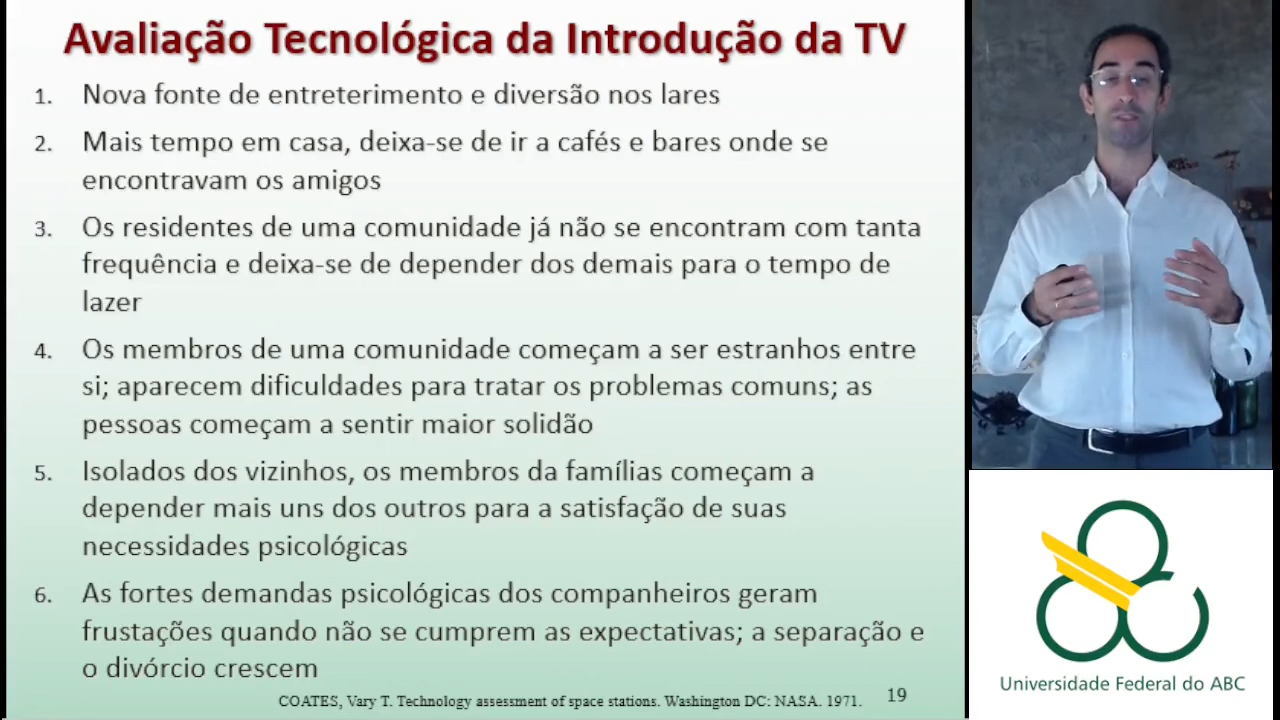 Avaliação Tecnológica da Introdução da TV
1. Nova fonte de entreterimento e diversão nos lares
2. Mais tempo em casa, deixa-se de ir a cafés e bares onde se
encontravam os amigos
3. Os residentes de uma comunidade já não se encontram com tanta
frequência e deixa-se de depender dos demais para o tempo de
lazer
4. Os membros de uma comunidade começam a ser estranhos entre
si; aparecem dificuldades para tratar os problemas comuns; as
pessoas começam a sentir maior solidão
5. Isolados dos vizinhos, os membros da famílias começam a
depender mais uns dos outros para a satisfação de suas
necessidades psicológicas
6. As fortes demandas psicológicas dos companheiros geram
frustações quando não se cumprem as expectativas; a separação e
o divórcio crescem
COATES, Vary T. Technology assessment of space stations. Washington DC: NASA. 1971.
19
Universidade Federal do ABC